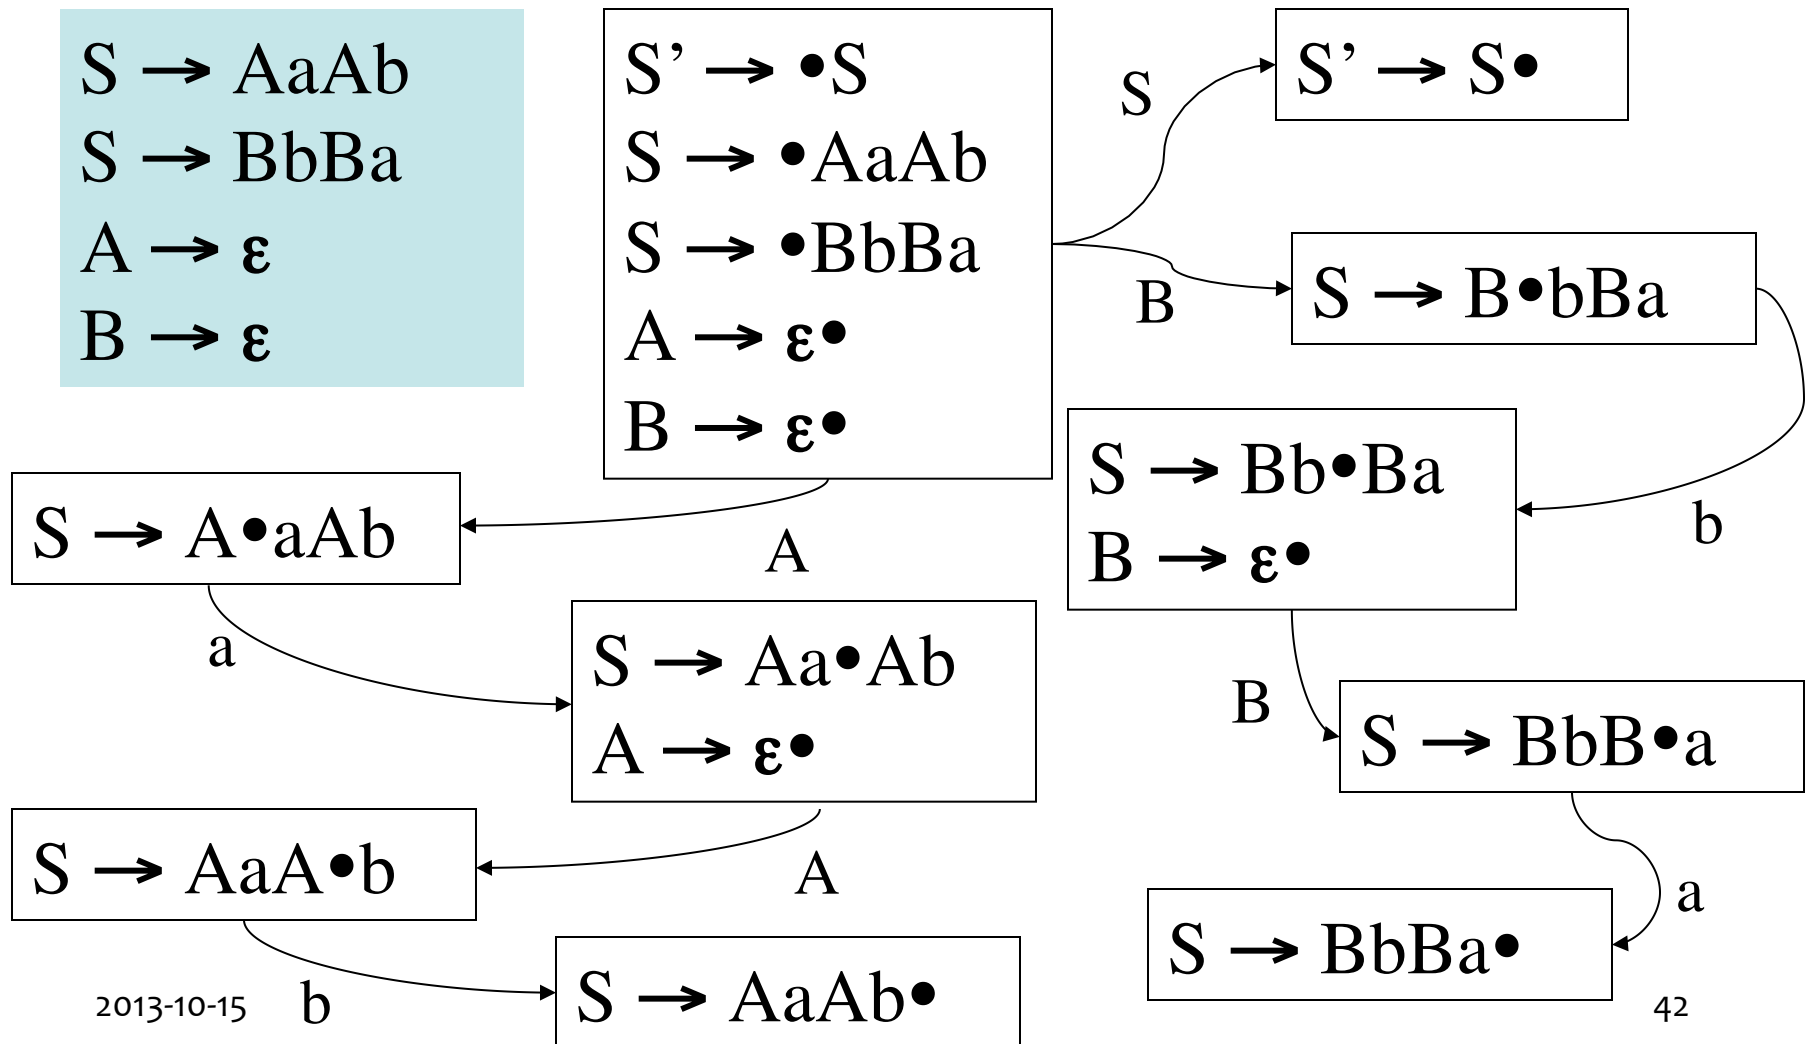 S → AaAb
S → BbBa
A → ε
B → ε
S’ → •S
S → •AaAb
S → •BbBa
A → ε•
B → ε•
S
S’ → S•
B
S → B•bBa
b
S → Bb•Ba
B → ε•
A
S → A•aAb
a
S → Aa•Ab
A → ε•
B
S → BbB•a
A
S → AaA•b
a
S → BbBa•
b
S → AaAb•
2013-10-15
42